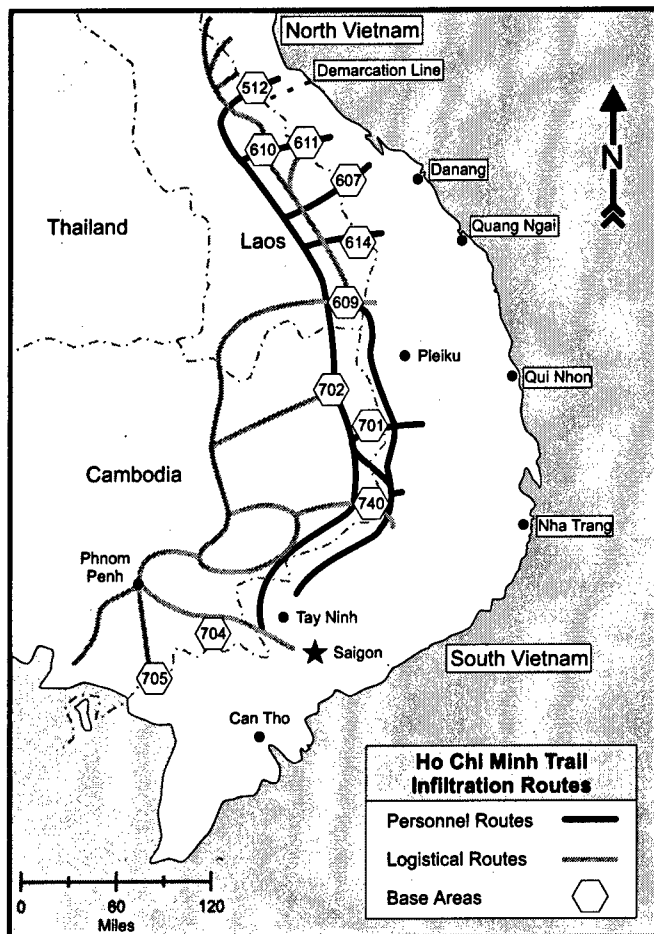 North Vietnam
Demarcation Line
512
611
610
607
Danang
N
Thailand
Laos
614
Quang Ngai
609
Pleiku
702
Qui Nhon
701
Cambodia
740
Nha Trang
Phnom
Penh
Tay Ninh
704
Saigon
South Vietnam
705
Can Tho
Ho Chi Minh Trail
Infiltration Routes
Personnel Routes
Logistical Routes
Base Areas
0 60 120
Miles